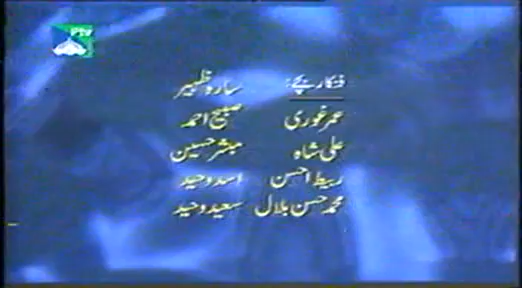 PTV
فنکار بچے: سارہ ظہیر
عمر غوری صبیح احمد
علی شاہ مبشر حسین
ربیط احسن اسد وحید
محمد حسن بلال سعید وحید